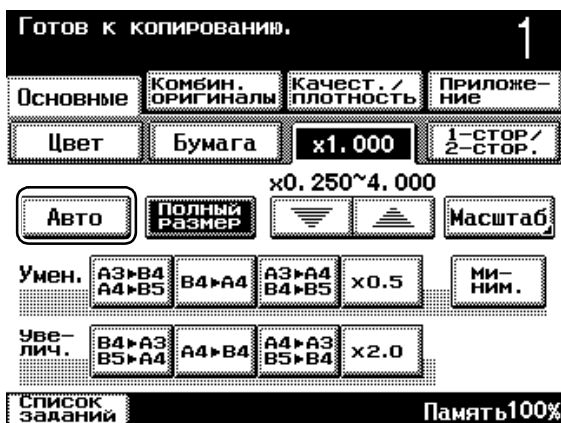 Готов к копированию. 1
Основные Комбин. оригиналы Качест./плотность Приложе-
ние
Цвет Бумага x1.000 1-стор/
2-стор.
x0.250~4.000
Авто Полный размер Масштаб
Умен. A3▶B4 B4▶A4 A3▶A4 x0.5 Ми-
A4▶B5 B4▶B5 ним.
Уве- B4▶A3 A4▶B4 A4▶A3 x2.0
лич. B5▶A4 B5▶B4
Список
заданий Память100%